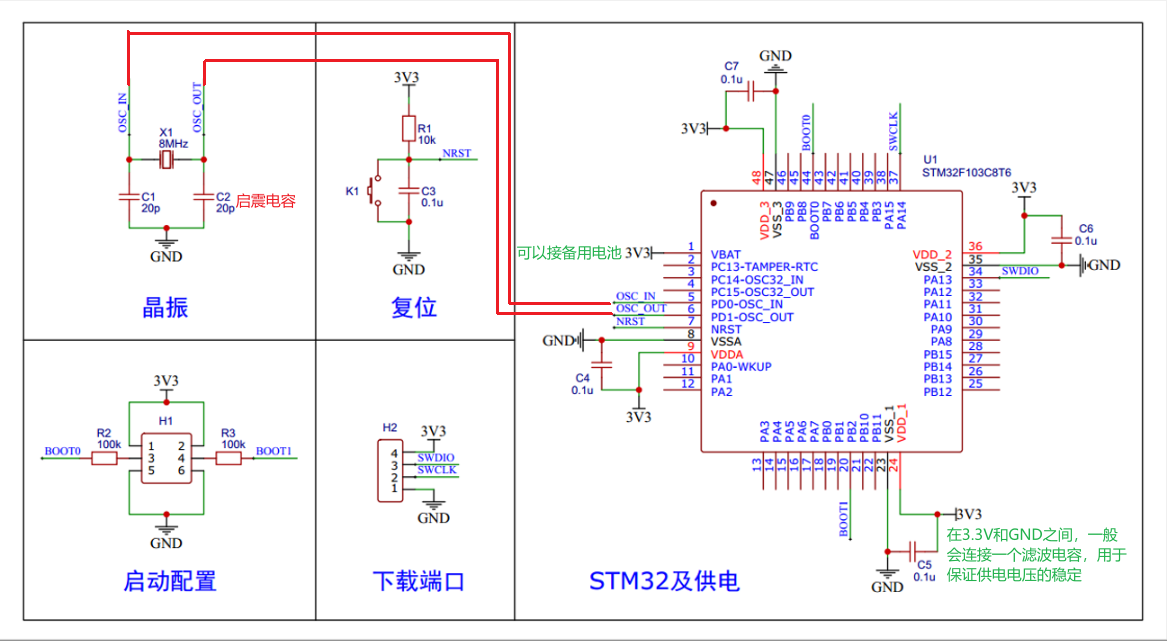 OSC_IN
OSC_OUT
X1
8MHz
C1
20p
C2
20p
启震电容
GND
晶振
3V3
R1
10k
NRST
K1
C3
0.1u
GND
复位
GND
C7
0.1u
3V3
BOOT0
SWCLK
U1
STM32F103C8T6
48
47
46
45
44
43
42
41
40
39
38
37
VDD_3
VSS_3
PB9
PB8
BOOT0
PB7
PB6
PB5
PB4
PB3
PA15
PA14
可以接备用电池 3V3
1 VBAT
2 PC13-TAMPER-RTC
3 PC14-OSC32_IN
4 PC15-OSC32_OUT
OSC_IN 5 PD0-OSC_IN
OSC_OUT 6 PD1-OSC_OUT
NRST 7 NRST
GND 8 VSSA
9 VDDA
10 PA0-WKUP
11 PA1
12 PA2
C4
0.1u
3V3
3V3
C6
0.1u
GND
VDD_2 36
VSS_2 35
PA13 34 SWDIO
PA12 33
PA11 32
PA10 31
PA9 30
PA8 29
PB15 28
PB14 27
PB13 26
PB12 25
PA3
PA4
PA5
PA6
PA7
PB0
PB1
PB2
PB10
PB11
VSS_1
VDD_1
13
14
15
16
17
18
19
20
21
22
23
24
BOOT1
3V3
C5
0.1u
GND
在3.3V和GND之间，一般
会连接一个滤波电容，用于
保证供电电压的稳定
STM32及供电
3V3
H1
R2
100k
R3
100k
BOOT0
BOOT1
1 2
3 4
5 6
GND
启动配置
H2
3V3
4
3 SWDIO
2 SWCLK
1
GND
下载端口